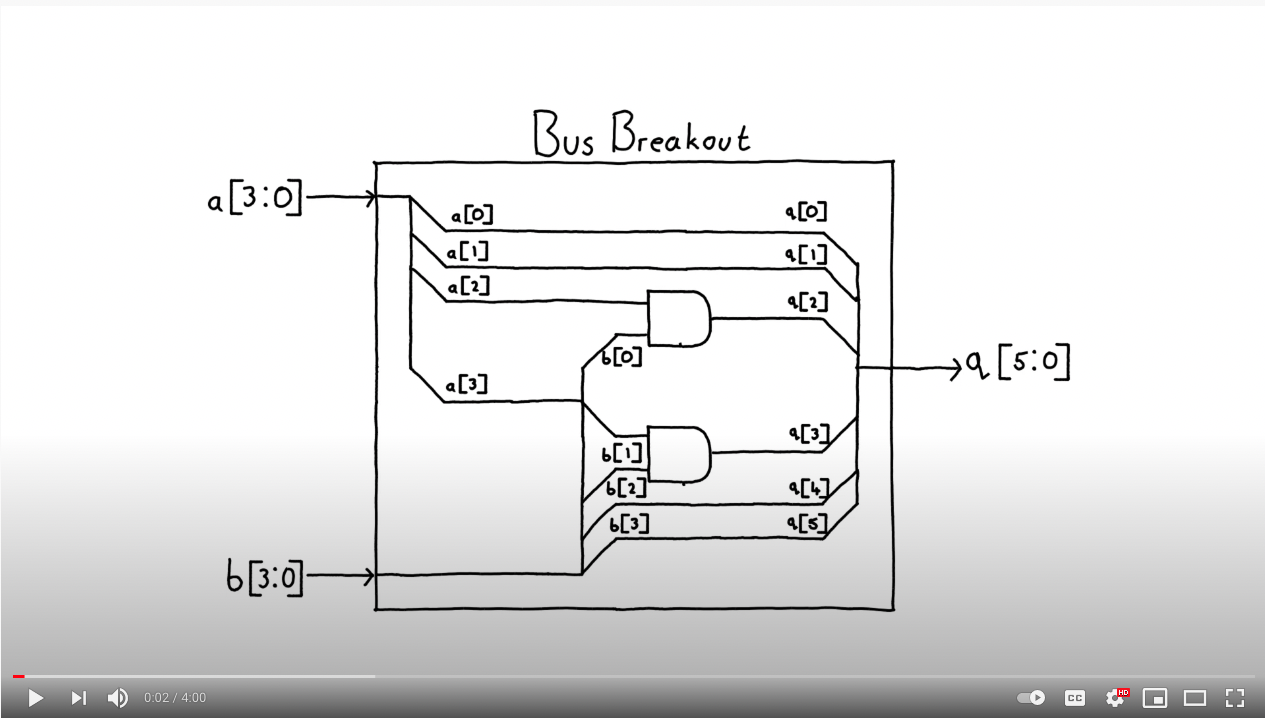 Bus Breakout
a[3:0]
a[0]
q[0]
a[1]
q[1]
a[2]
q[2]
b[0]
q[5:0]
a[3]
q[3]
b[1]
b[2]
q[4]
b[3]
q[5]
b[3:0]
0:02 / 4:00
CC
HD